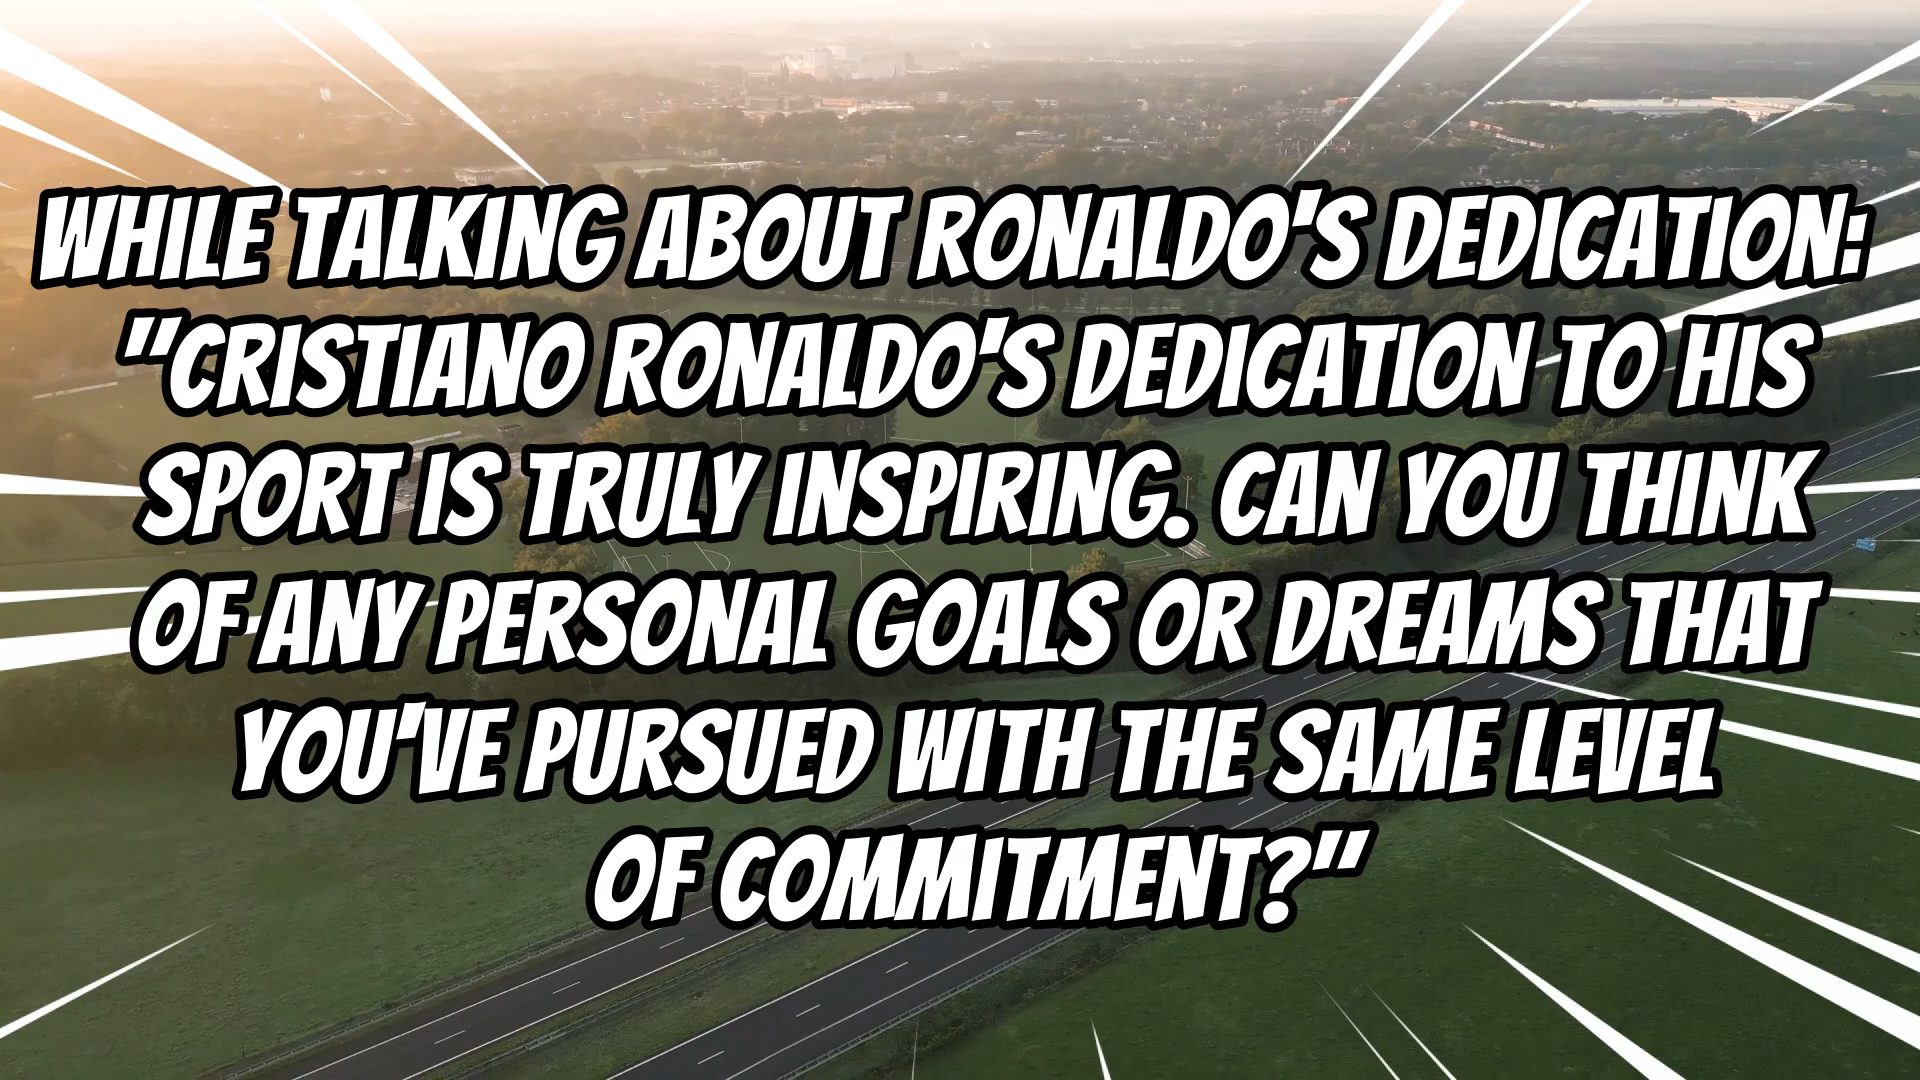 WHILE TALKING ABOUT RONALDO'S DEDICATION:
"CRISTIANO RONALDO'S DEDICATION TO HIS
SPORT IS TRULY INSPIRING. CAN YOU THINK
OF ANY PERSONAL GOALS OR DREAMS THAT
YOU'VE PURSUED WITH THE SAME LEVEL
OF COMMITMENT?"